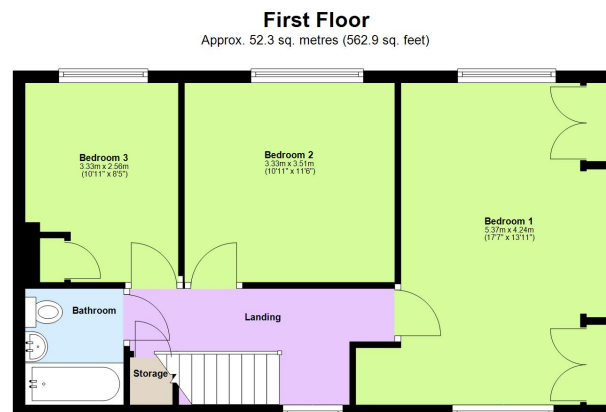 First Floor
Approx. 52.3 sq. metres (562.9 sq. feet)
Bedroom 3
3.33m x 2.56m
(10'11" x 8'5")
Bedroom 2
3.33m x 3.51m
(10'11" x 11'6")
Bedroom 1
5.37m x 4.24m
(17'7" x 13'11")
Bathroom
Landing
Storage